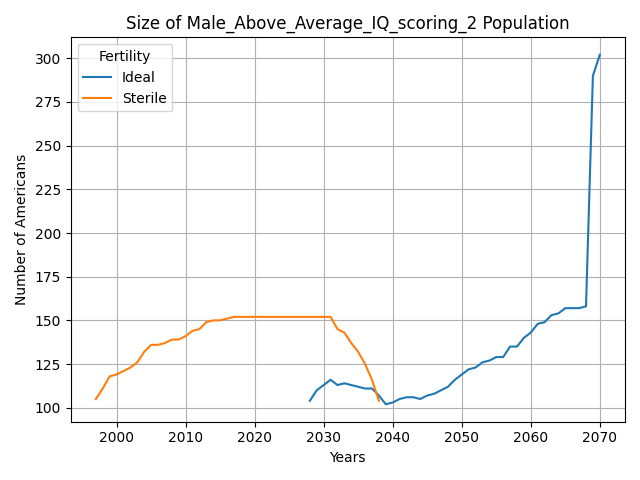 Size of Male_Above_Average_IQ_scoring_2 Population
Fertility
Ideal
Sterile
Number of Americans
300
275
250
225
200
175
150
125
100
2000 2010 2020 2030 2040 2050 2060 2070
Years